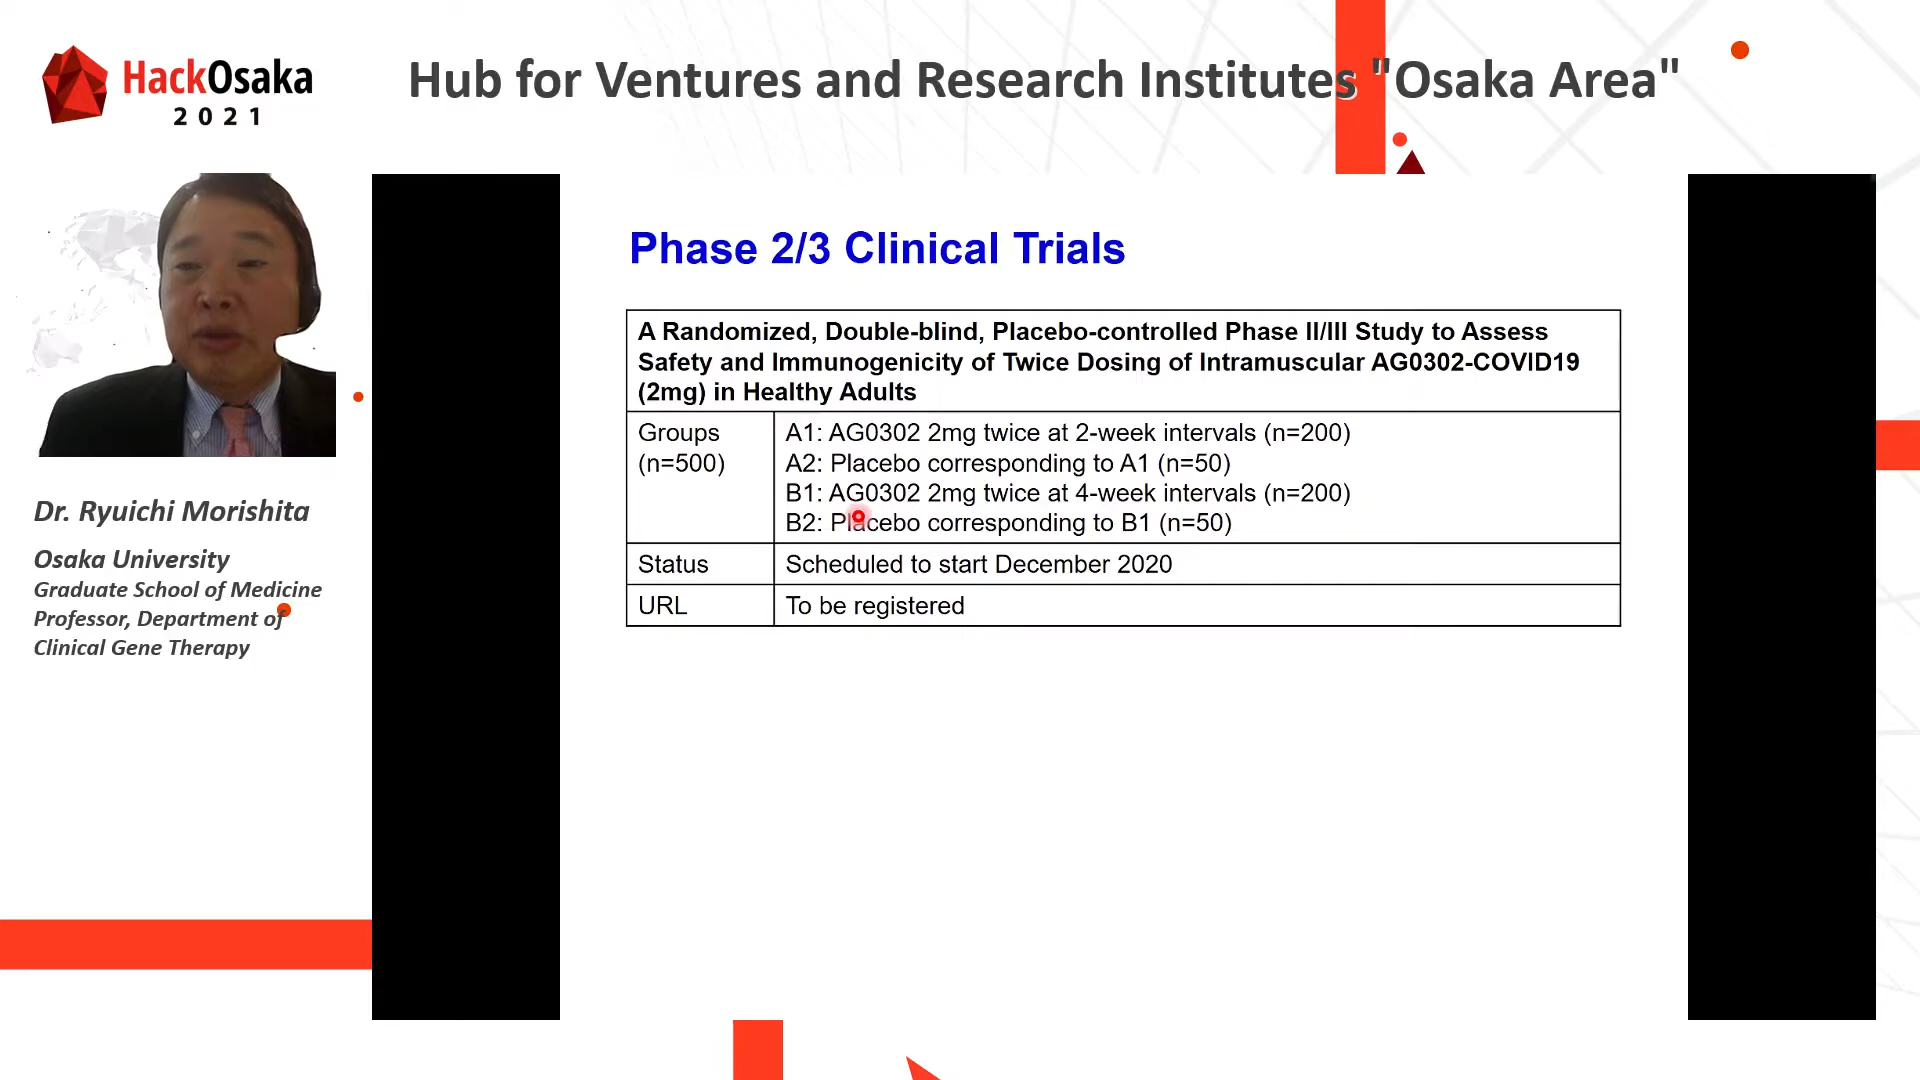 HackOsaka
2021
Hub for Ventures and Research Institutes "Osaka Area"
Dr. Ryuichi Morishita
Osaka University
Graduate School of Medicine
Professor, Department of
Clinical Gene Therapy
Phase 2/3 Clinical Trials
A Randomized, Double-blind, Placebo-controlled Phase II/III Study to Assess
Safety and Immunogenicity of Twice Dosing of Intramuscular AG0302-COVID19
(2mg) in Healthy Adults
Groups
(n=500)
A1: AG0302 2mg twice at 2-week intervals (n=200)
A2: Placebo corresponding to A1 (n=50)
B1: AG0302 2mg twice at 4-week intervals (n=200)
B2: Placebo corresponding to B1 (n=50)
Status
Scheduled to start December 2020
URL
To be registered